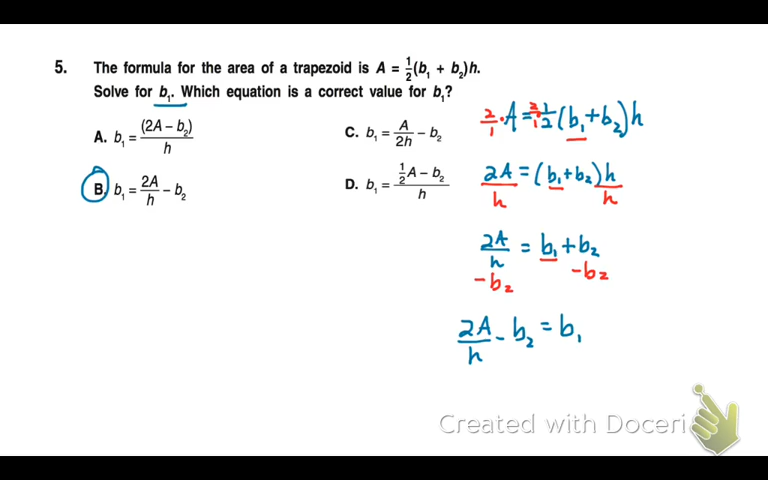 5. The formula for the area of a trapezoid is A = ½(b₁ + b₂)h.
Solve for b₁. Which equation is a correct value for b₁?
A. b₁ = (2A – b₂)/h
B. b₁ = 2A/h – b₂
C. b₁ = A/2h – b₂
D. b₁ = ½A – b₂/h
2/1 · A = 2/1 · ½ (b₁ + b₂) h
2A/h = (b₁ + b₂) h/h
2A/h = b₁ + b₂
-b₂ -b₂
2A/h - b₂ = b₁
Created with Doceri